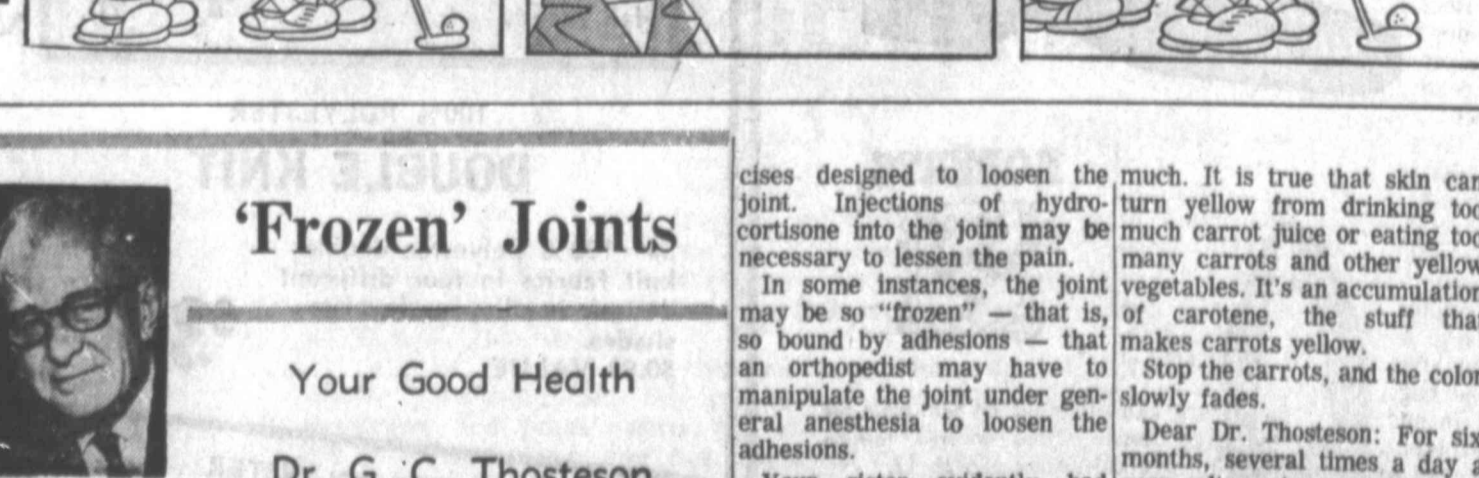 'Frozen' Joints
Your Good Health
Dr. G. C. Thosteson
cises designed to loosen the
joint. Injections of hydro-
cortisone into the joint may be
necessary to lessen the pain.
In some instances, the joint
may be so "frozen" — that is,
so bound by adhesions — that
an orthopedist may have to
manipulate the joint under gen-
eral anesthesia to loosen the
adhesions.
much. It is true that skin can
turn yellow from drinking too
much carrot juice or eating too
many carrots and other yellow
vegetables. It's an accumulation
of carotene, the stuff that
makes carrots yellow.
Stop the carrots, and the color
slowly fades.
Dear Dr. Thosteson: For six
months, several times a day a